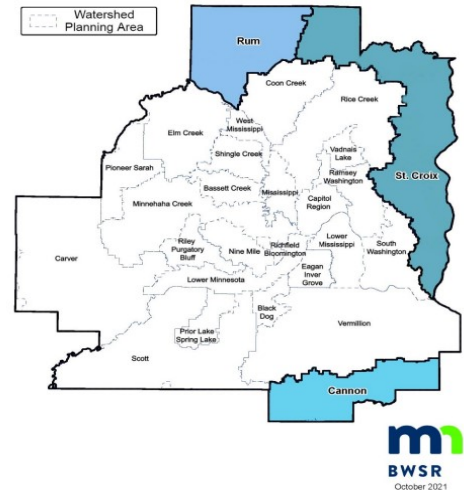 Watershed
Planning Area
Rum
Coon Creek
Rice Creek
West
Mississippi
Elm Creek
Shingle Creek
Vadnais
Lake
Pioneer Sarah
Ramsey
Washington
St. Croix
Bassett Creek
Mississippi
Capitol
Region
Minnehaha Creek
Riley
Purgatory
Bluff
Nine Mile
Richfield
Bloomington
Lower
Mississippi
South
Washington
Carver
Eagan
Inver
Grove
Lower Minnesota
Black
Dog
Vermillion
Prior Lake
Spring Lake
Scott
Cannon
mn
BWSR
October 2021